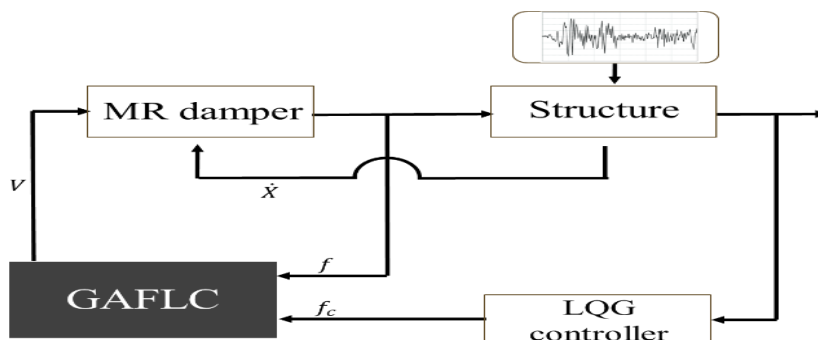 MR damper
Structure
V
Ẋ
f
GAFLC
f_c
LQG
controller